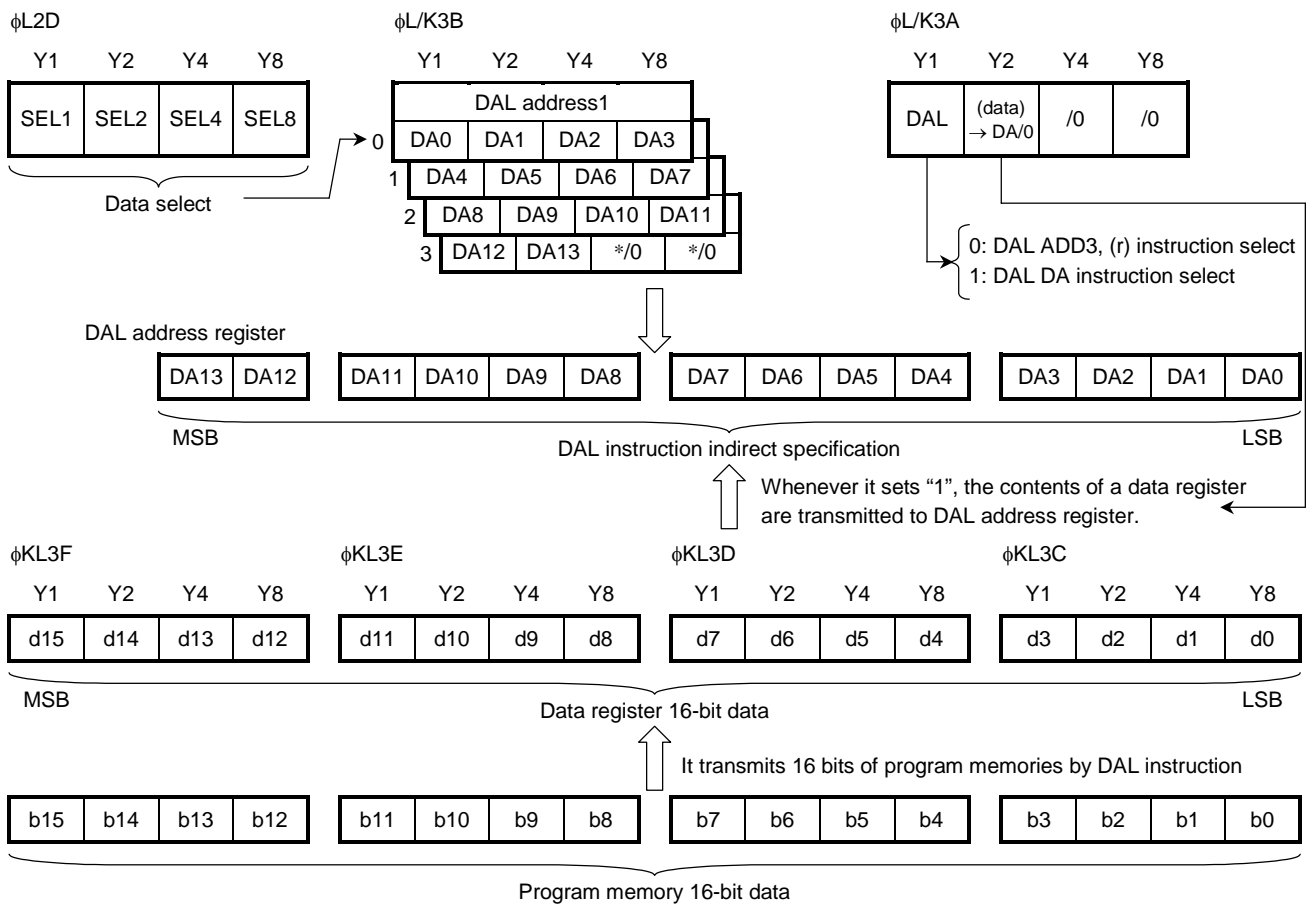 ϕL2D ϕL/K3B ϕL/K3A
Y1 Y2 Y4 Y8 Y1 Y2 Y4 Y8 Y1 Y2 Y4 Y8
SEL1 SEL2 SEL4 SEL8
DAL address1
DAL (data) → DA/0 /0 /0
0 DA0 DA1 DA2 DA3
1 DA4 DA5 DA6 DA7
Data select
2 DA8 DA9 DA10 DA11
3 DA12 DA13 */0 */0
0: DAL ADD3, (r) instruction select
1: DAL DA instruction select
DAL address register
DA13 DA12 DA11 DA10 DA9 DA8 DA7 DA6 DA5 DA4 DA3 DA2 DA1 DA0
MSB LSB
DAL instruction indirect specification
Whenever it sets “1”, the contents of a data register
are transmitted to DAL address register.
ϕKL3F ϕKL3E ϕKL3D ϕKL3C
Y1 Y2 Y4 Y8 Y1 Y2 Y4 Y8 Y1 Y2 Y4 Y8 Y1 Y2 Y4 Y8
d15 d14 d13 d12 d11 d10 d9 d8 d7 d6 d5 d4 d3 d2 d1 d0
MSB LSB
Data register 16-bit data
It transmits 16 bits of program memories by DAL instruction
b15 b14 b13 b12 b11 b10 b9 b8 b7 b6 b5 b4 b3 b2 b1 b0
Program memory 16-bit data